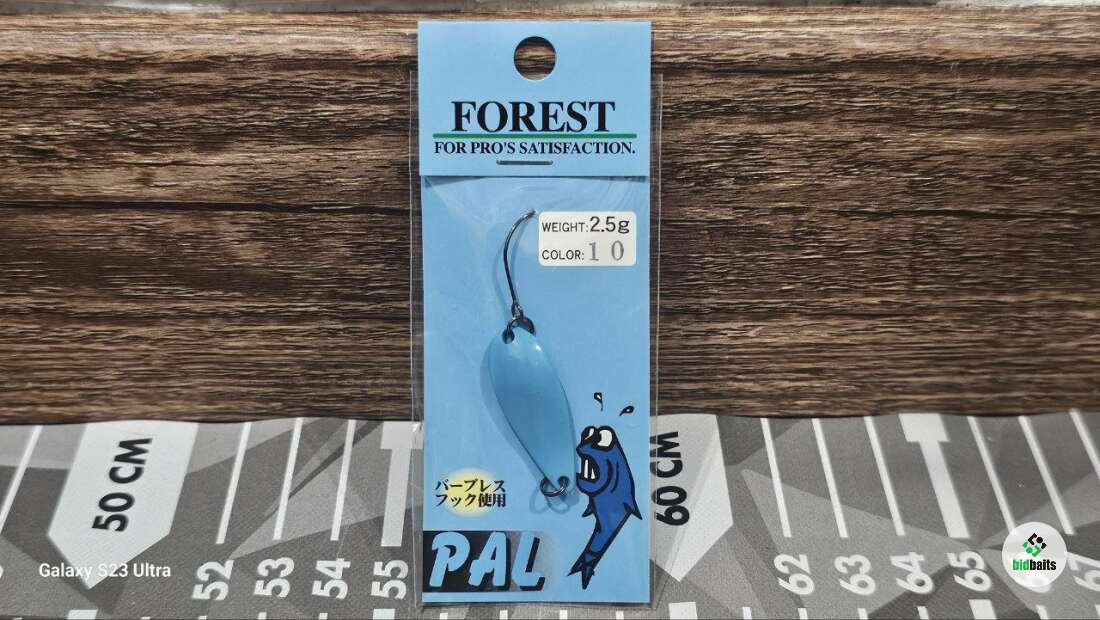 FOREST
FOR PRO'S SATISFACTION.
WEIGHT:2.5g
COLOR:10
バーブレス
フック使用
PAL
50 CM
60 CM
52
53
54
55
62
63
64
65
67
Galaxy S23 Ultra
bidbaits